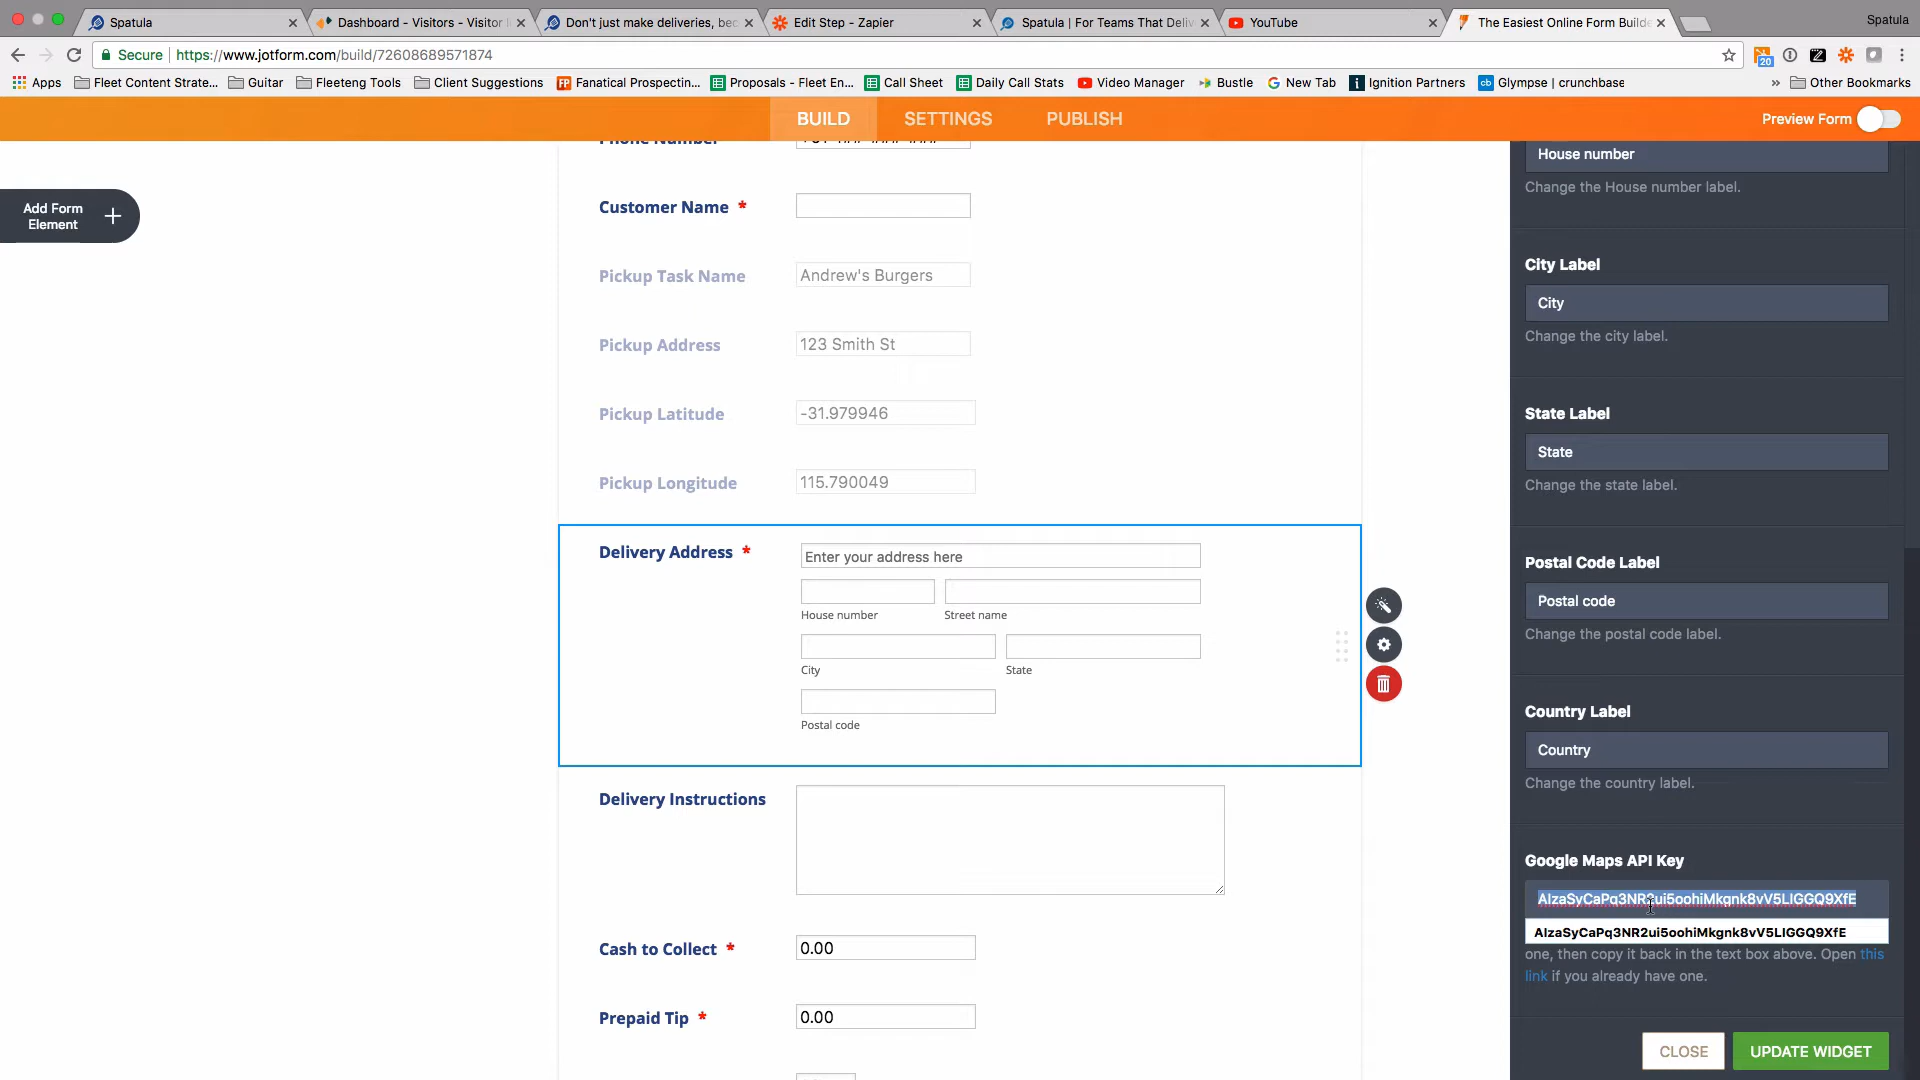 Spatula
Dashboard - Visitors - Visitor
Don't just make deliveries, bec
Edit Step - Zapier
Spatula | For Teams That Deliv
YouTube
The Easiest Online Form Builde
Spatula
Secure https://www.jotform.com/build/72608689571874
20
Apps Fleet Content Strate... Guitar Fleeteng Tools Client Suggestions FP Fanatical Prospectin... Proposals - Fleet En... Call Sheet Daily Call Stats Video Manager Bustle New Tab Ignition Partners cb Glympse | crunchbase » Other Bookmarks
BUILD SETTINGS PUBLISH
Preview Form
Add Form
Element
Phone Number
Customer Name *
Pickup Task Name Andrew's Burgers
Pickup Address 123 Smith St
Pickup Latitude -31.979946
Pickup Longitude 115.790049
Delivery Address * Enter your address here
House number Street name
City State
Postal code
Delivery Instructions
Cash to Collect * 0.00
Prepaid Tip * 0.00
House number
Change the House number label.
City Label
City
Change the city label.
State Label
State
Change the state label.
Postal Code Label
Postal code
Change the postal code label.
Country Label
Country
Change the country label.
Google Maps API Key
AIzaSyCaPq3NR2ui5oohiMkgnk8vV5LIGGQ9XfE
AIzaSyCaPq3NR2ui5oohiMkgnk8vV5LIGGQ9XfE
one, then copy it back in the text box above. Open this
link if you already have one.
CLOSE UPDATE WIDGET